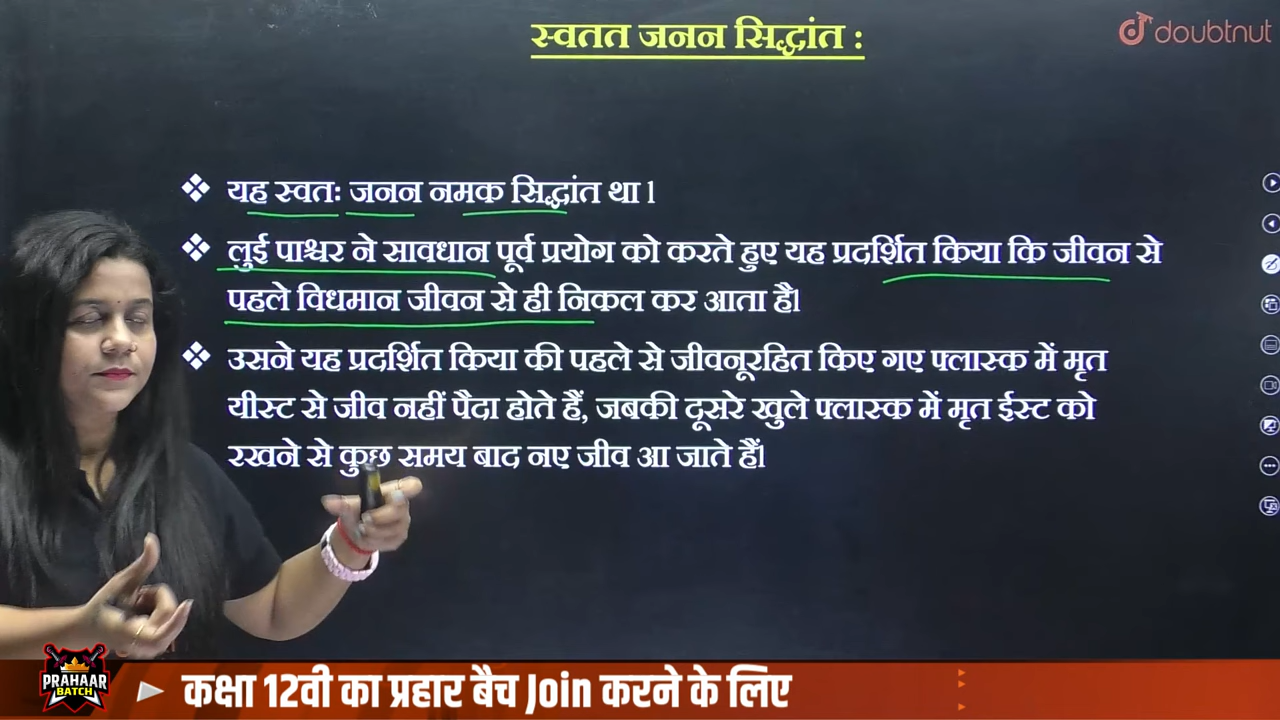 स्वतत जनन सिद्धांत :
doubtnut
यह स्वतः जनन नमक सिद्धांत था l
लुई पाश्चर ने सावधान पूर्व प्रयोग को करते हुए यह प्रदर्शित किया कि जीवन से
पहले विधमान जीवन से ही निकल कर आता है।
उसने यह प्रदर्शित किया की पहले से जीवनूरहित किए गए फ्लास्क में मृत
यीस्ट से जीव नहीं पैदा होते हैं, जबकी दूसरे खुले फ्लास्क में मृत ईस्ट को
रखने से कुछ समय बाद नए जीव आ जाते हैं।
PRAHAAR
BATCH
कक्षा 12वी का प्रहार बैच Join करने के लिए